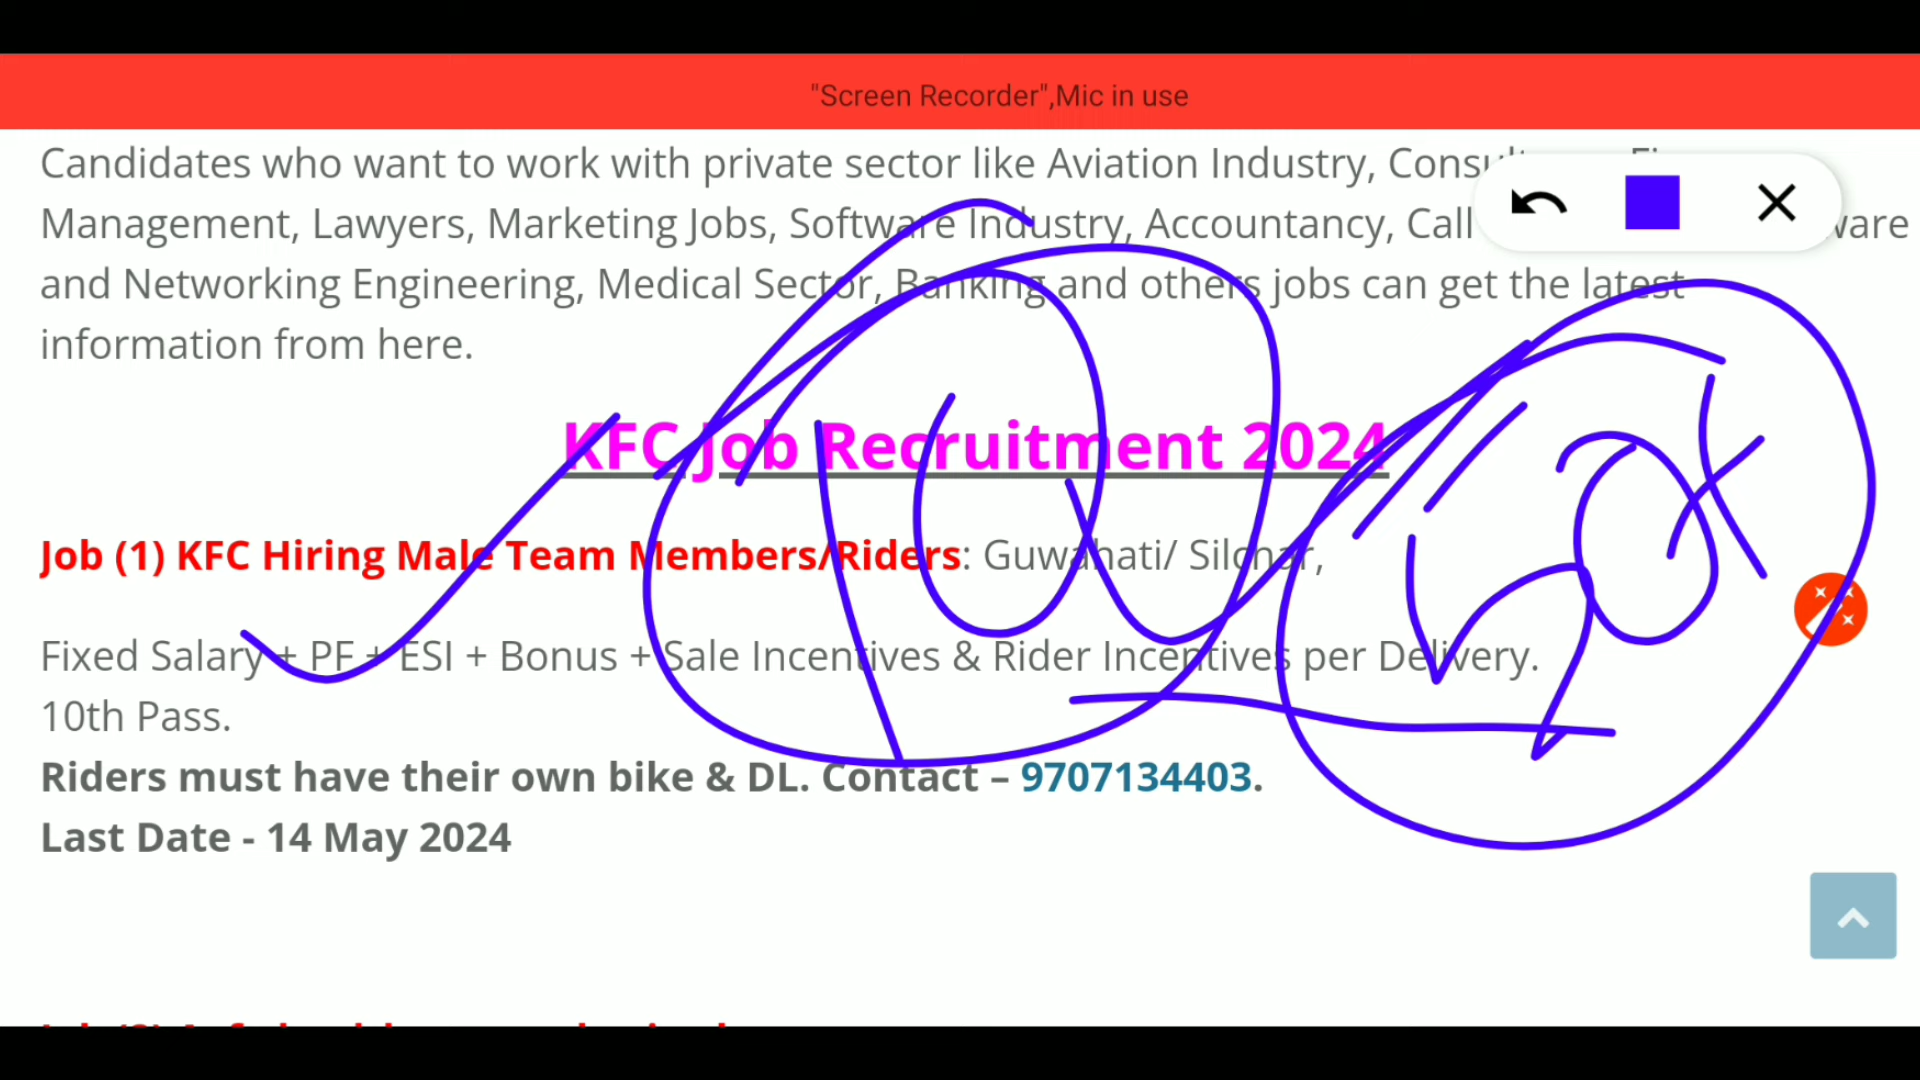 "Screen Recorder",Mic in use
Candidates who want to work with private sector like Aviation Industry,
Management, Lawyers, Marketing Jobs, Software Industry, Accountancy, Call
and Networking Engineering, Medical Sector, Banking and others jobs can get the latest
information from here.
KFC Job Recruitment 2024
Job (1) KFC Hiring Male Team Members/Riders: Guwahati/ Silchar,
Fixed Salary + PF + ESI + Bonus + Sale Incentives & Rider Incentives per Delivery.
10th Pass.
Riders must have their own bike & DL. Contact – 9707134403.
Last Date - 14 May 2024